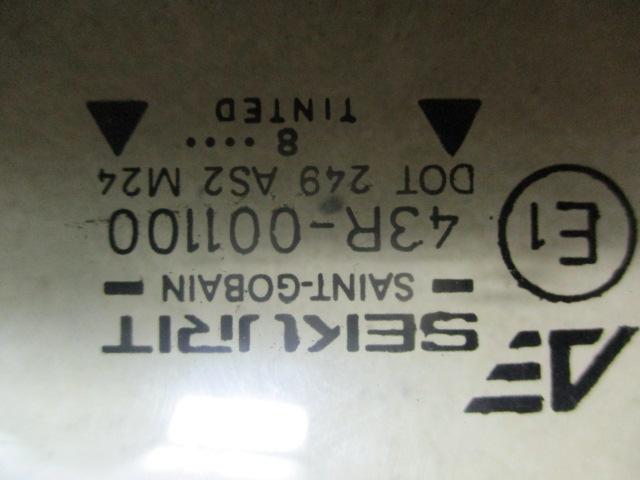 SEKURIT
– SAINT-GOBAIN –
E1 43R-001100
DOT 249 AS2 M24
8 ....
TINTED